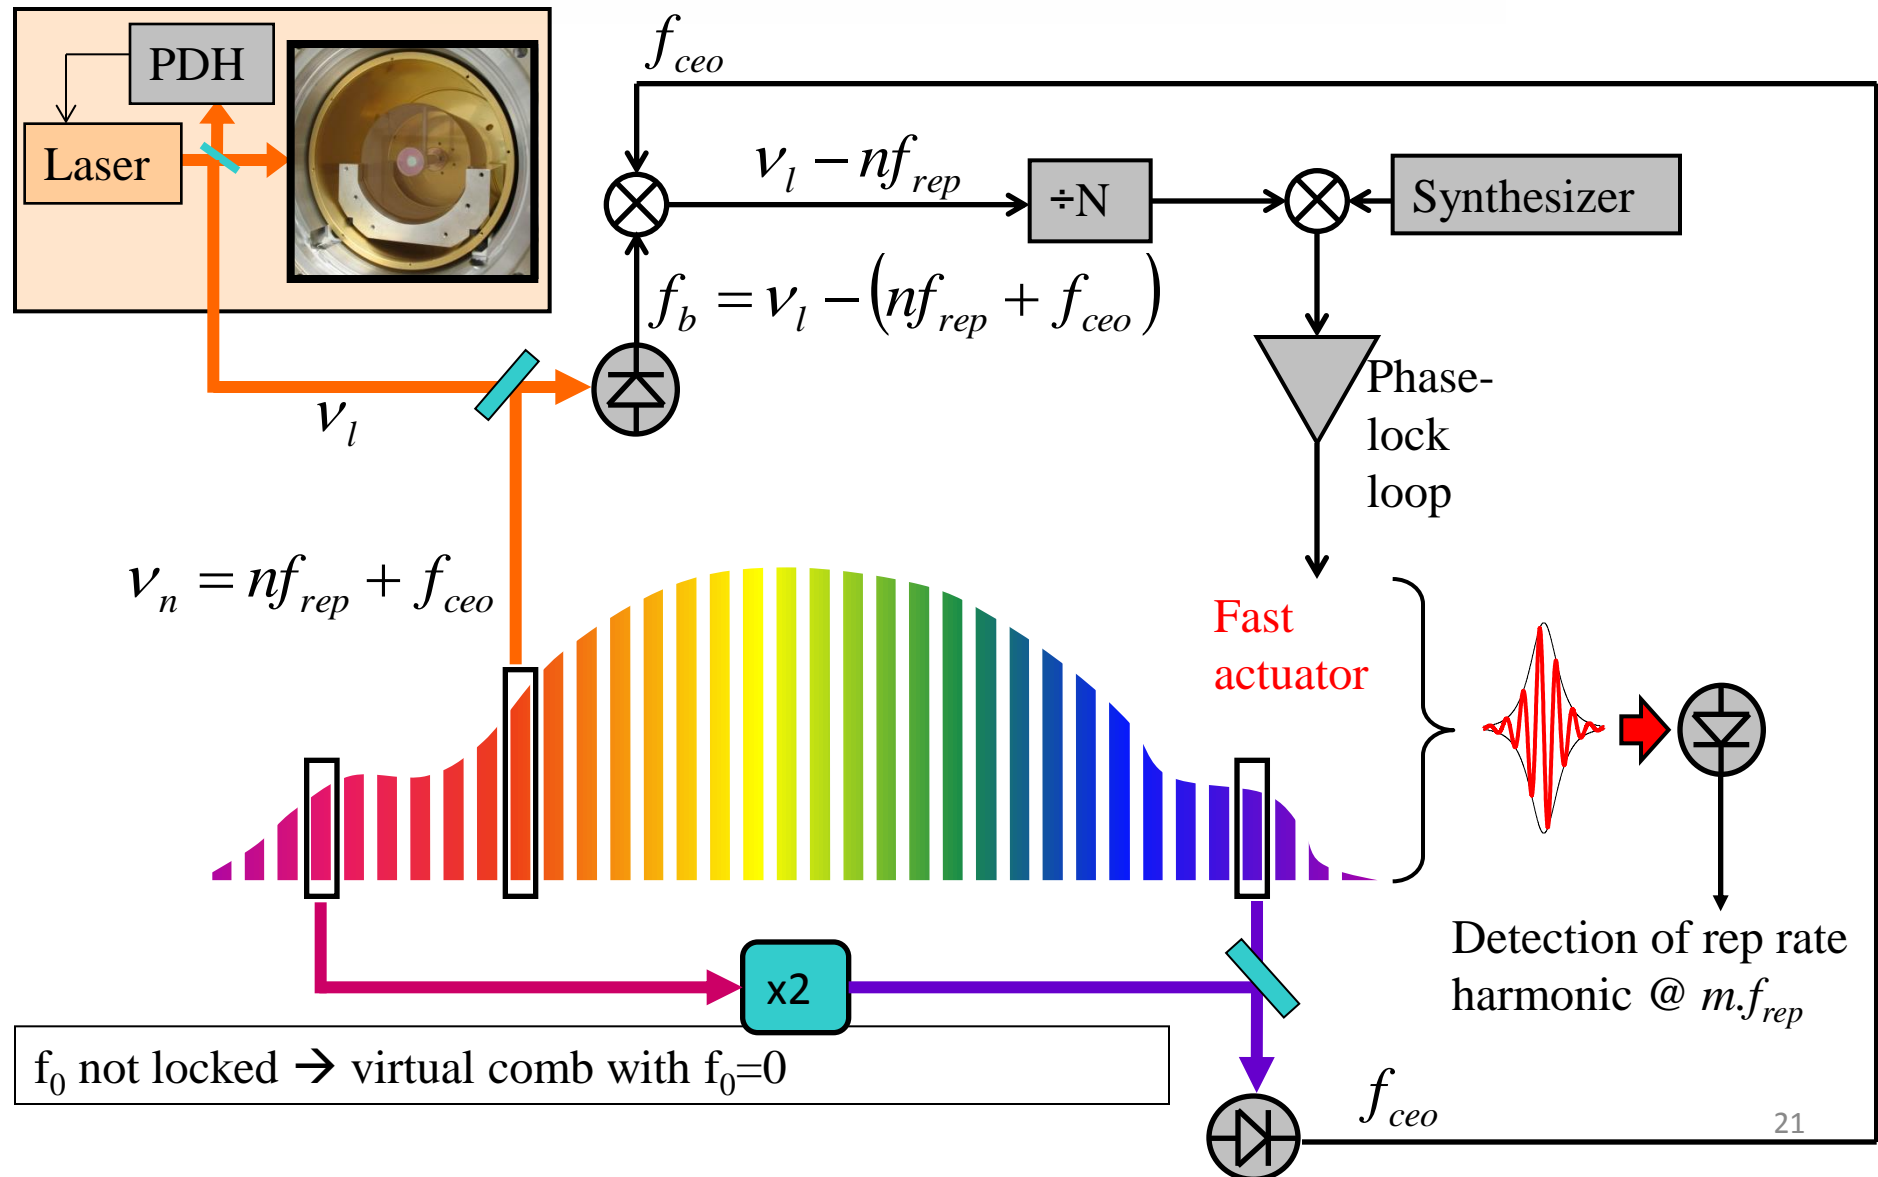 PDH
Laser
f_ceo
ν_l − nf_rep
÷N
Synthesizer
f_b = ν_l − (nf_rep + f_ceo)
Phase-
lock
loop
ν_l
ν_n = nf_rep + f_ceo
Fast
actuator
Detection of rep rate
harmonic @ m.f_rep
x2
f_0 not locked → virtual comb with f_0=0
f_ceo
21